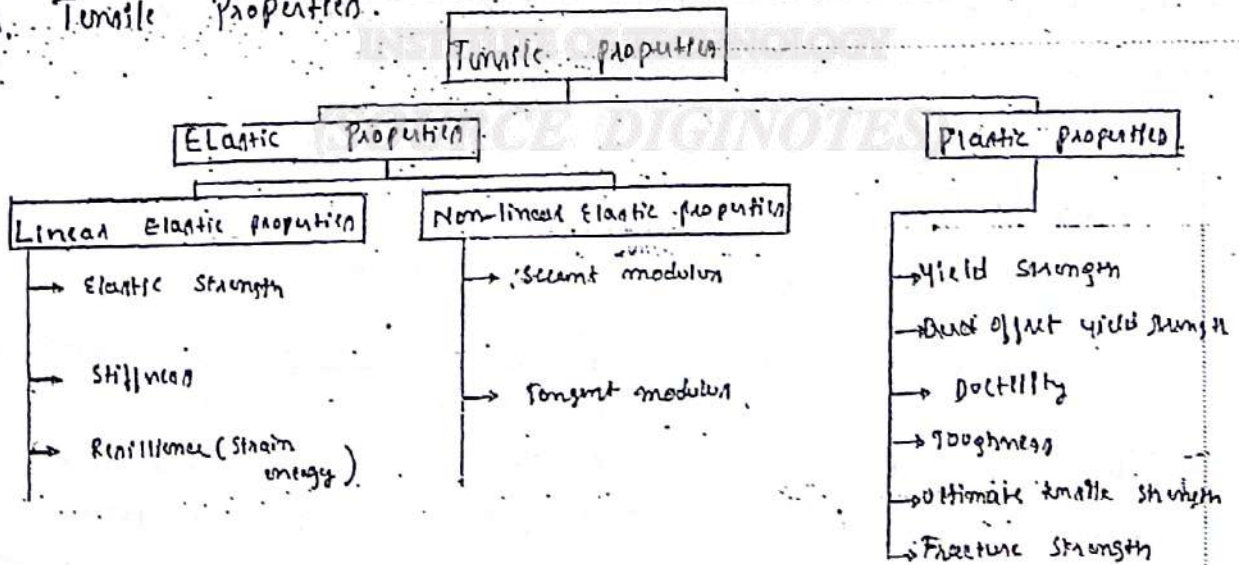 Tensile Properties.
INSTITUTE OF TECHNOLOGY
Tensile properties
(SOURCE DIGINOTES)
Elastic Properties
Plastic properties
Linear Elastic properties
Non-linear Elastic properties
Elastic Strength
Stiffness
Resillience (Strain energy)
Secant modulus
Tangent modulus
yield strength
offset yield strength
Ductility
Toughness
Ultimate tensile strength
Fracture strength